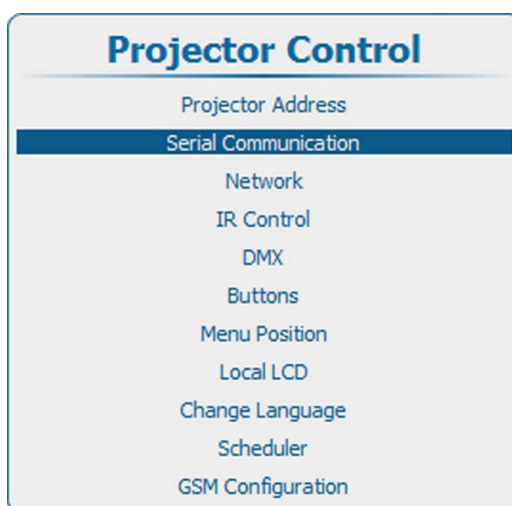 Projector Control
Projector Address
Serial Communication
Network
IR Control
DMX
Buttons
Menu Position
Local LCD
Change Language
Scheduler
GSM Configuration